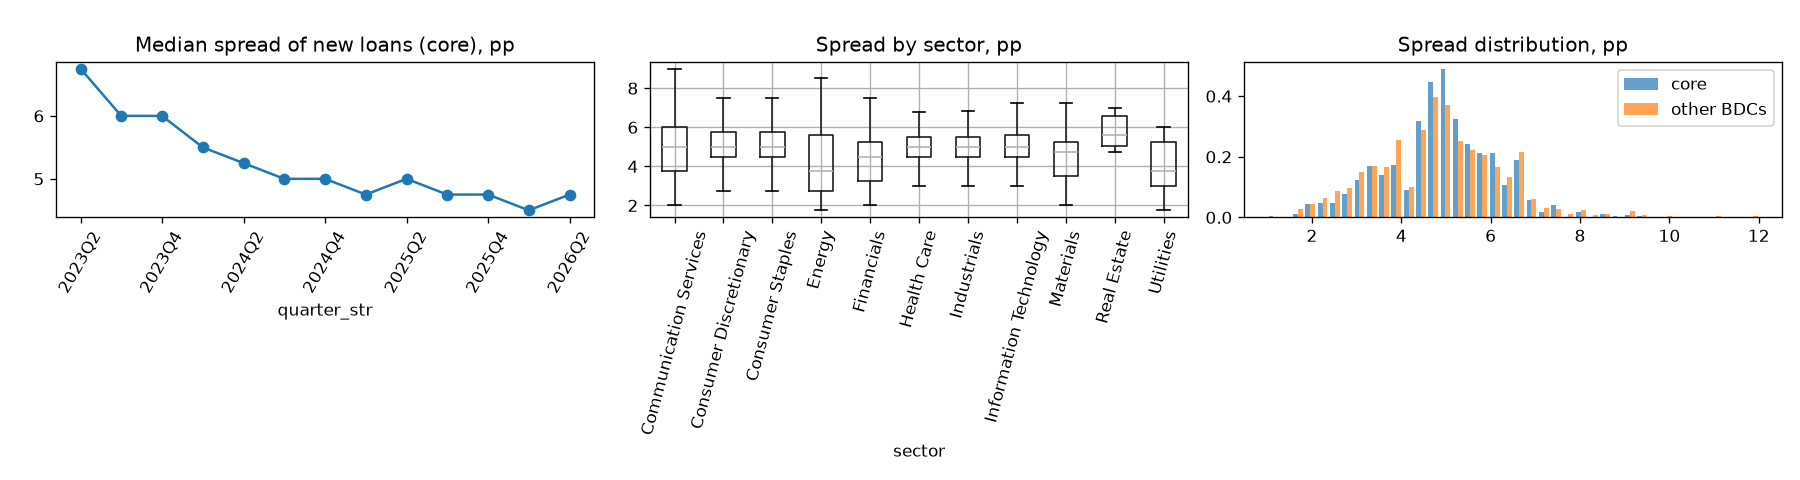 Median spread of new loans (core), pp
6
5
2023Q2
2023Q4
2024Q2
2024Q4
2025Q2
2025Q4
2026Q2
quarter_str
Spread by sector, pp
8
6
4
2
Communication Services
Consumer Discretionary
Consumer Staples
Energy
Financials
Health Care
Industrials
Information Technology
Materials
Real Estate
Utilities
sector
Spread distribution, pp
core
other BDCs
0.4
0.2
0.0
2 4 6 8 10 12